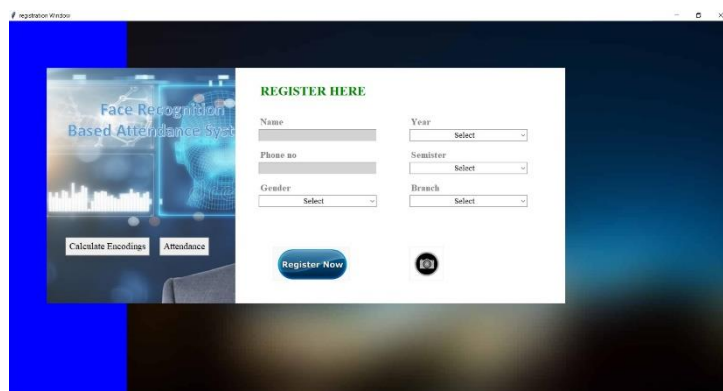 registration Window
Face Recognition
Based Attendance Syst
Calculate Encodings
Attendance
REGISTER HERE
Name
Year
Select
Phone no
Semister
Select
Gender
Branch
Select
Select
Register Now